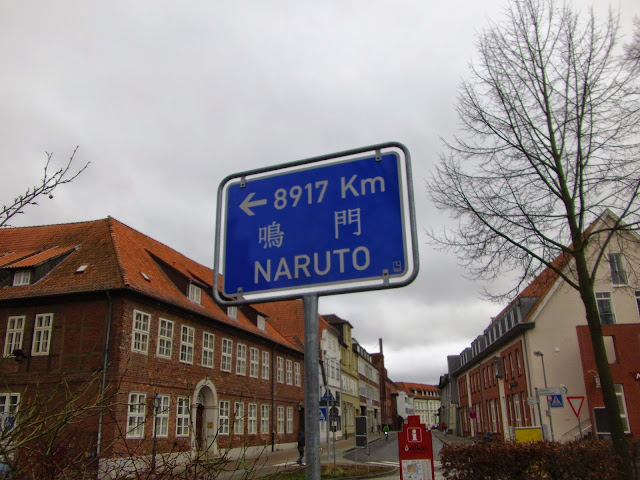 ← 8917 Km
鳴 門
NARUTO
i